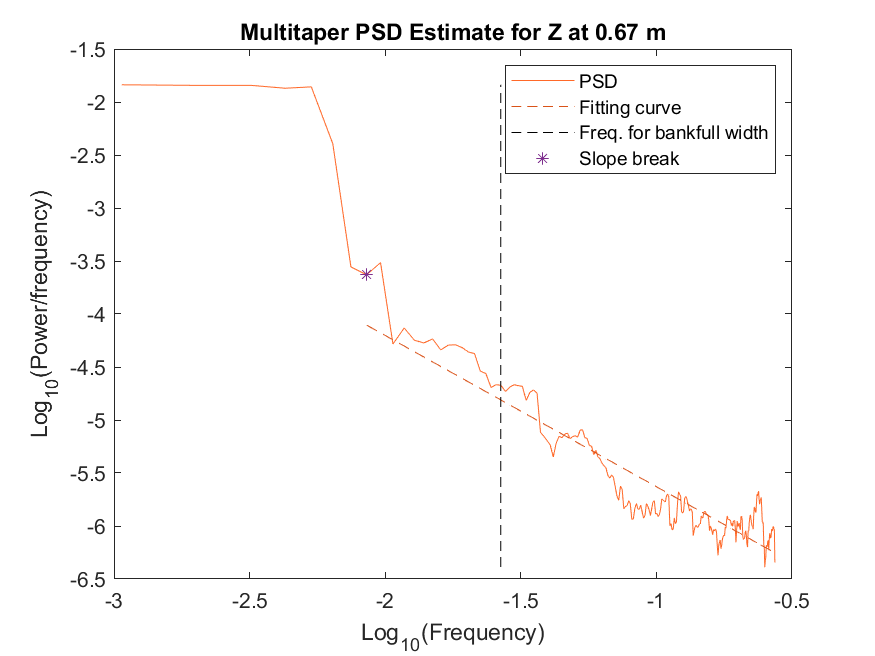 Multitaper PSD Estimate for Z at 0.67 m
-1.5
-2
-2.5
-3
-3.5
-4
-4.5
-5
-5.5
-6
-6.5
Log10(Power/frequency)
PSD
Fitting curve
Freq. for bankfull width
Slope break
-3
-2.5
-2
-1.5
-1
-0.5
Log10(Frequency)